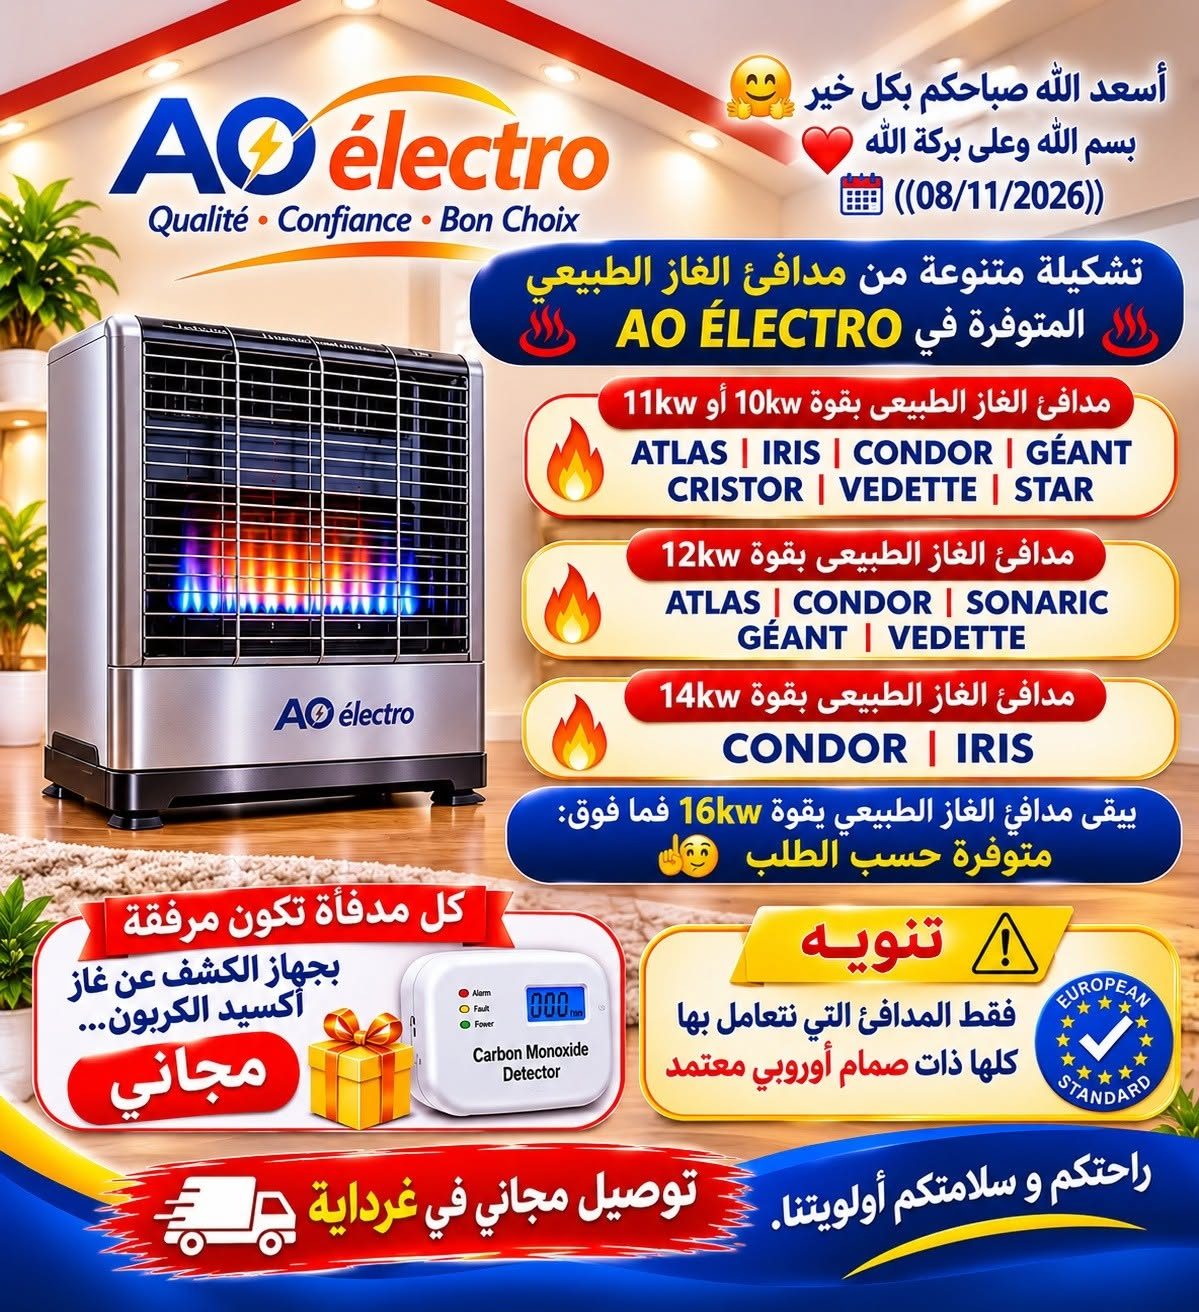 AO électro
Qualité • Confiance • Bon Choix
أسعد الله صباحكم بكل خير
بسم الله وعلى بركة الله
((08/11/2026))
تشكيلة متنوعة من مدافئ الغاز الطبيعي
المتوفرة في AO ÉLECTRO
مدافئ الغاز الطبيعى بقوة 10kw أو 11kw
ATLAS | IRIS | CONDOR | GÉANT
CRISTOR | VEDETTE | STAR
مدافئ الغاز الطبيعى بقوة 12kw
ATLAS | CONDOR | SONARIC
GÉANT | VEDETTE
مدافئ الغاز الطبيعى بقوة 14kw
CONDOR | IRIS
يبقى مدافئ الغاز الطبيعي يقوة 16kw فما فوق:
متوفرة حسب الطلب
AO électro
كل مدفأة تكون مرفقة
بجهاز الكشف عن غاز
أكسيد الكربون...
مجاني
Alarm
Fault
Power
000
Carbon Monoxide
Detector
تنويه
فقط المدافئ التي نتعامل بها
كلها ذات صمام أوروبي معتمد
EUROPEAN
STANDARD
توصيل مجاني في غرداية
راحتكم و سلامتكم أولويتنا.